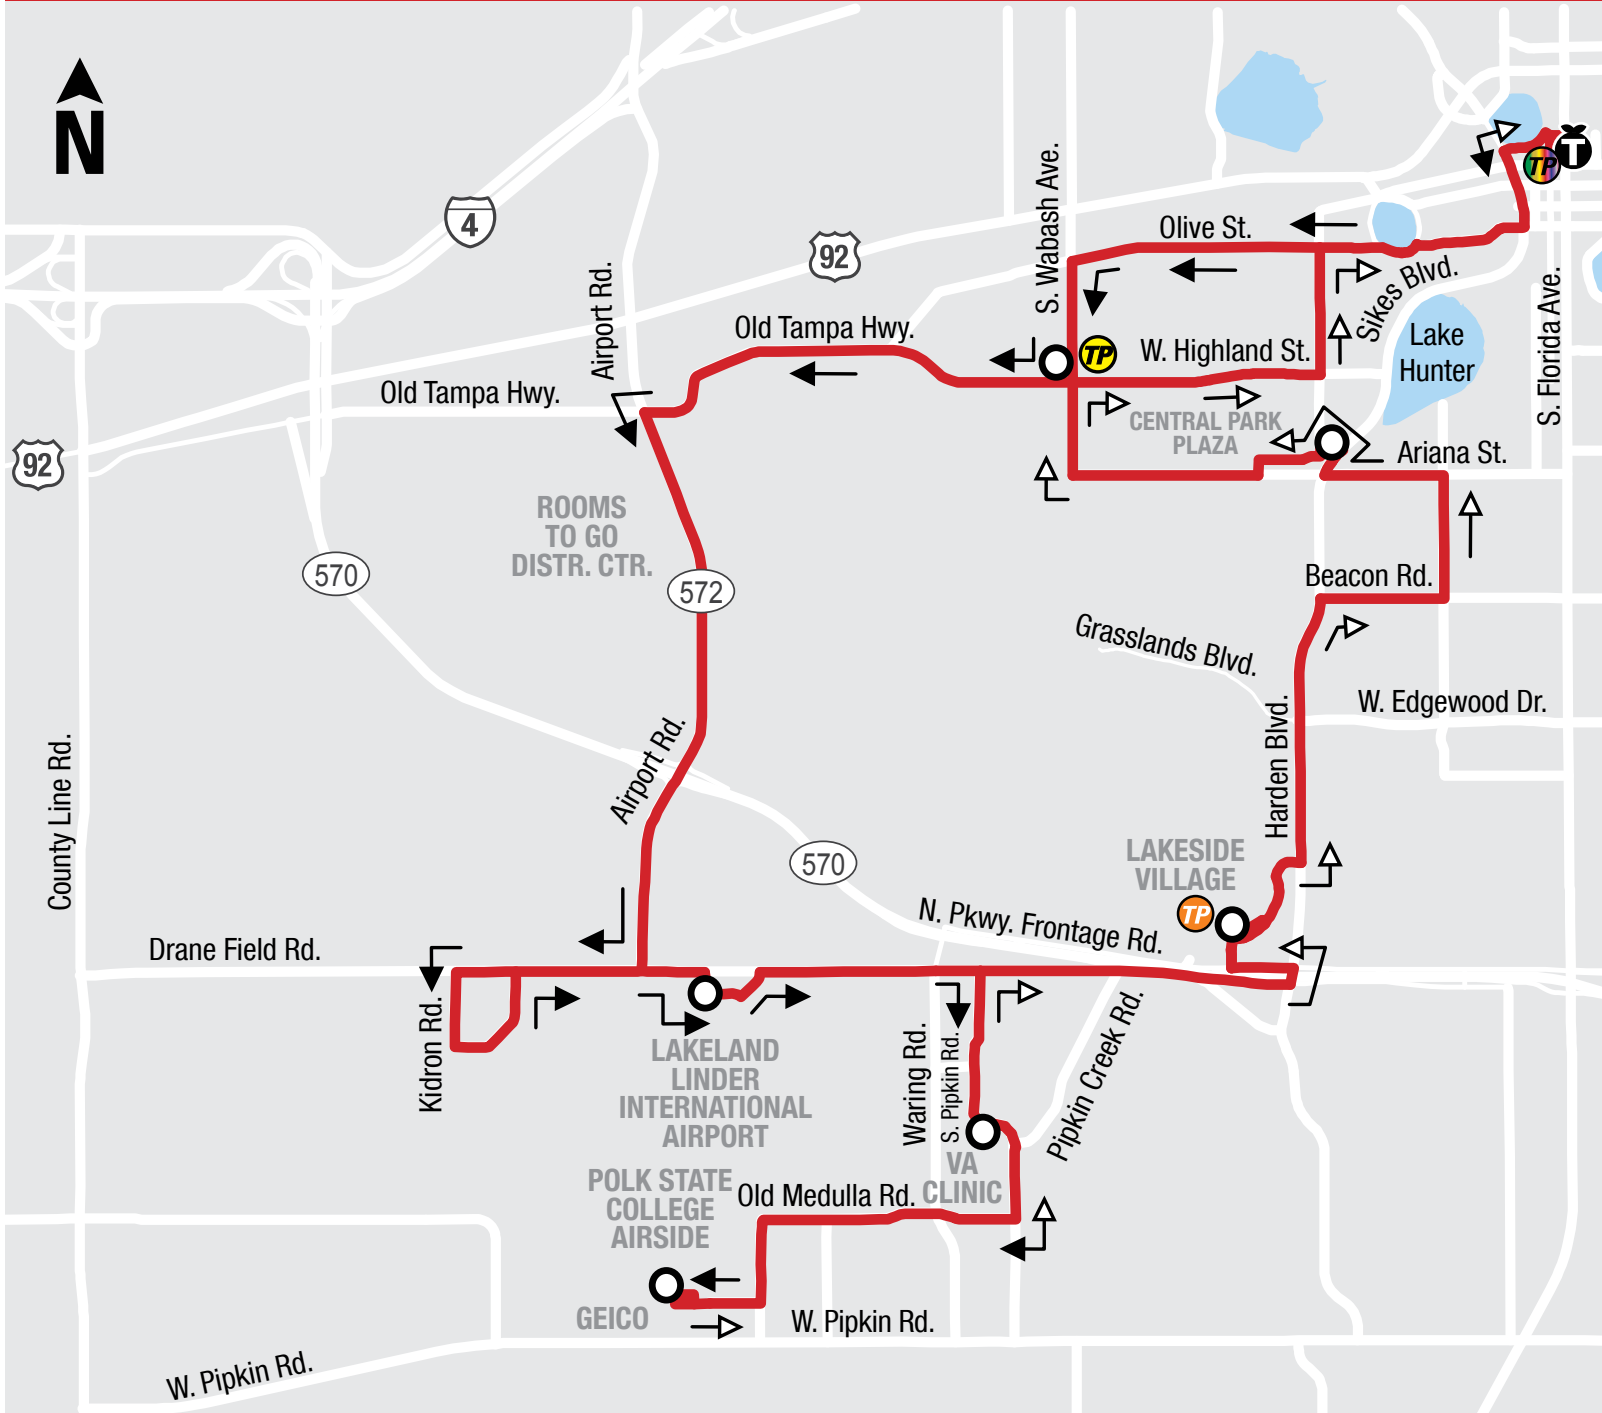 N
4
92
S. Wabash Ave.
Olive St.
TP
T
Airport Rd.
Old Tampa Hwy.
Sikes Blvd.
S. Florida Ave.
Lake
Hunter
TP
W. Highland St.
Old Tampa Hwy.
CENTRAL PARK
PLAZA
Ariana St.
92
ROOMS
TO GO
DISTR. CTR.
570
572
Beacon Rd.
Grasslands Blvd.
W. Edgewood Dr.
Harden Blvd.
County Line Rd.
Airport Rd.
570
LAKESIDE
VILLAGE
TP
N. Pkwy. Frontage Rd.
Drane Field Rd.
Kidron Rd.
LAKELAND
LINDER
INTERNATIONAL
AIRPORT
Waring Rd.
S. Pipkin Rd.
Pipkin Creek Rd.
VA
CLINIC
POLK STATE
COLLEGE
AIRSIDE
Old Medulla Rd.
GEICO
W. Pipkin Rd.
W. Pipkin Rd.